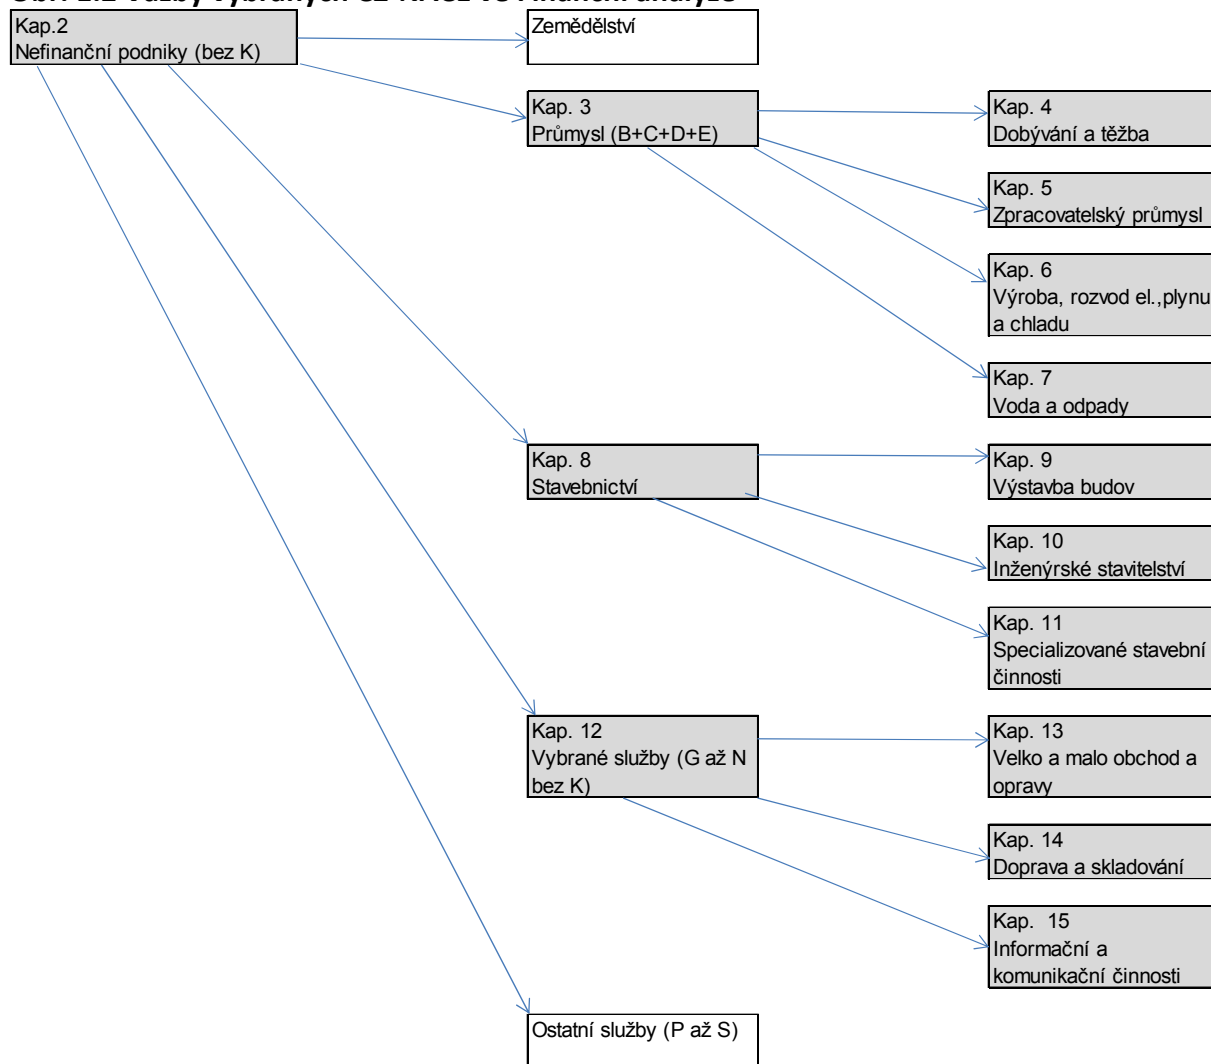 Kap.2
Nefinanční podniky (bez K)
Zemědělství
Kap. 3
Průmysl (B+C+D+E)
Kap. 4
Dobývání a těžba
Kap. 5
Zpracovatelský průmysl
Kap. 6
Výroba, rozvod el.,plynu
a chladu
Kap. 7
Voda a odpady
Kap. 8
Stavebnictví
Kap. 9
Výstavba budov
Kap. 10
Inženýrské stavitelství
Kap. 11
Specializované stavební
činnosti
Kap. 12
Vybrané služby (G až N
bez K)
Kap. 13
Velko a malo obchod a
opravy
Kap. 14
Doprava a skladování
Kap. 15
Informační a
komunikační činnosti
Ostatní služby (P až S)